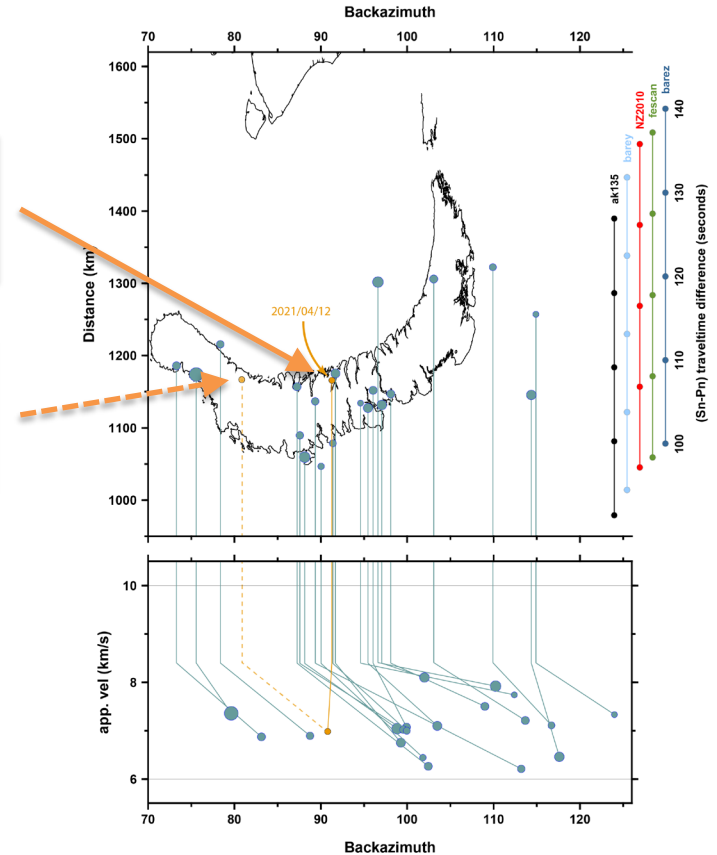 Backazimuth
70 80 90 100 110 120
1600
1500
1400
1300
1200
1100
1000
Distance (km
2021/04/12
ak135
barey
NZ2010
fescan
barez
140
130
120
110
100
(Sn-Pn) traveltime difference (seconds)
10
8
6
app. vel (km/s)
70 80 90 100 110 120
Backazimuth